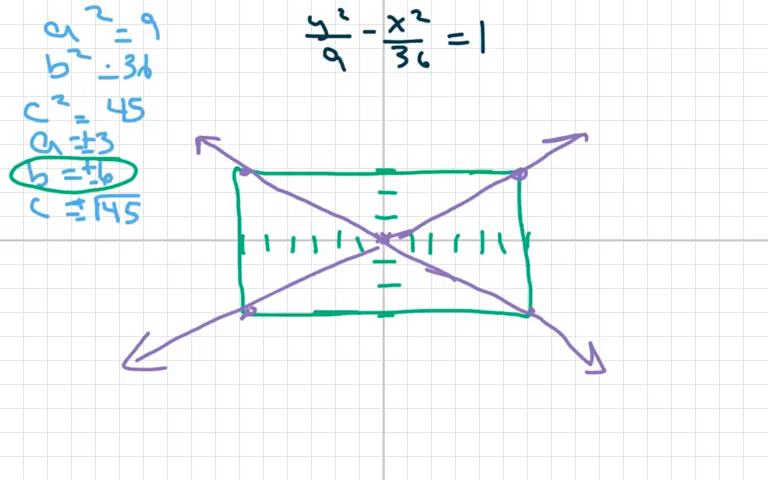 a² = 9
b² = 36
c² = 45
a = ±3
b = ±6
c = ±√45
y²/9 - x²/36 = 1